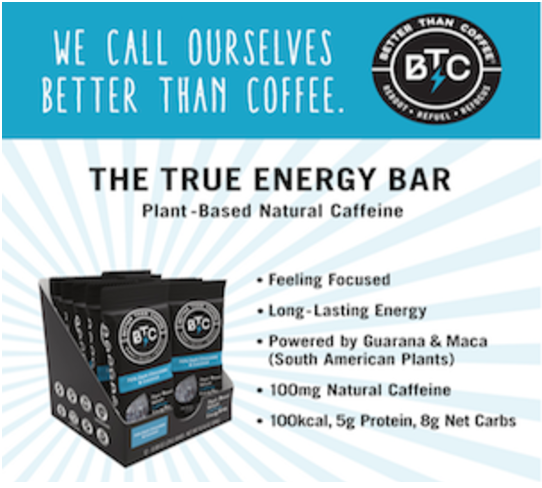 WE CALL OURSELVES
BETTER THAN COFFEE.
BETTER THAN COFFEE
BTC
REBOOT • REFUEL • REFOCUS
THE TRUE ENERGY BAR
Plant-Based Natural Caffeine
• Feeling Focused
• Long-Lasting Energy
• Powered by Guarana & Maca
(South American Plants)
• 100mg Natural Caffeine
• 100kcal, 5g Protein, 8g Net Carbs
BTC
BTC